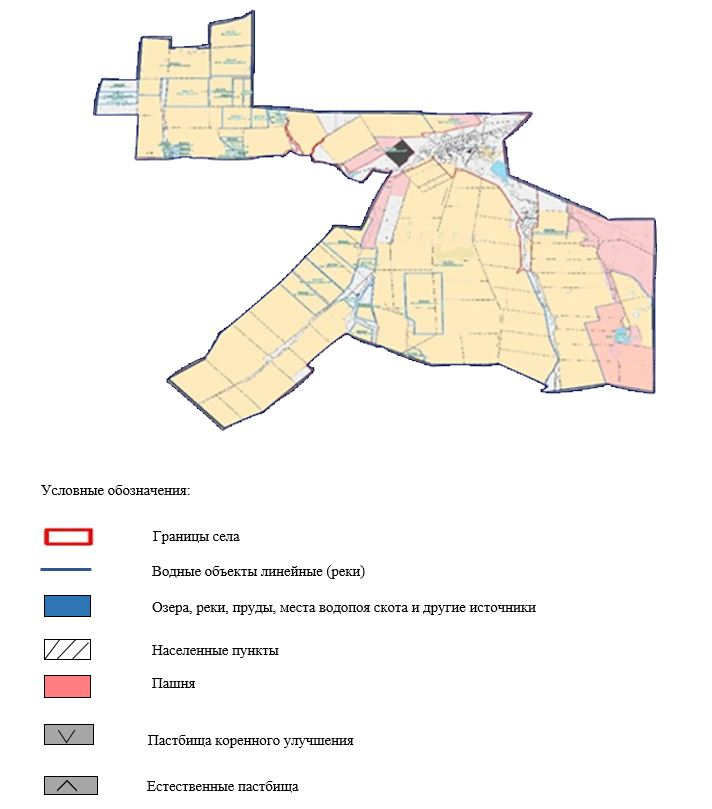 Условные обозначения:
Границы села
Водные объекты линейные (реки)
Озера, реки, пруды, места водопоя скота и другие источники
Населенные пункты
Пашня
Пастбища коренного улучшения
Естественные пастбища